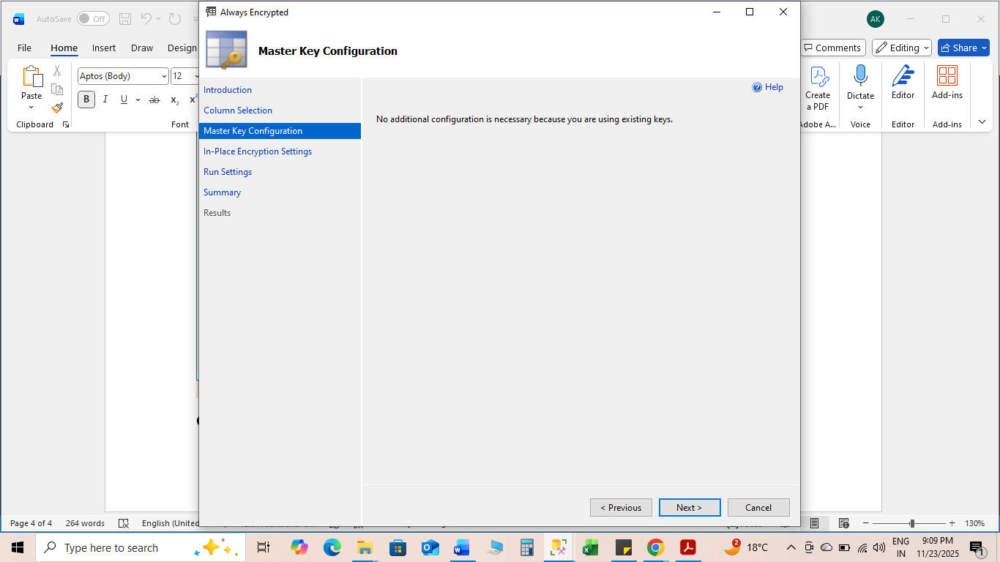 AutoSave Off
Always Encrypted
AK
File Home Insert Draw Design
Comments Editing Share
Master Key Configuration
Paste
Clipboard
Aptos (Body) 12
B I U ab x2 x2
Font
Create
a PDF
Adobe A...
Dictate
Voice
Editor
Editor
Add-ins
Add-ins
Introduction
Column Selection
Master Key Configuration
In-Place Encryption Settings
Run Settings
Summary
Results
Help
No additional configuration is necessary because you are using existing keys.
< Previous Next > Cancel
Page 4 of 4 264 words English (United 130%
Type here to search
18°C
ENG
IN
9:09 PM
11/23/2025
1